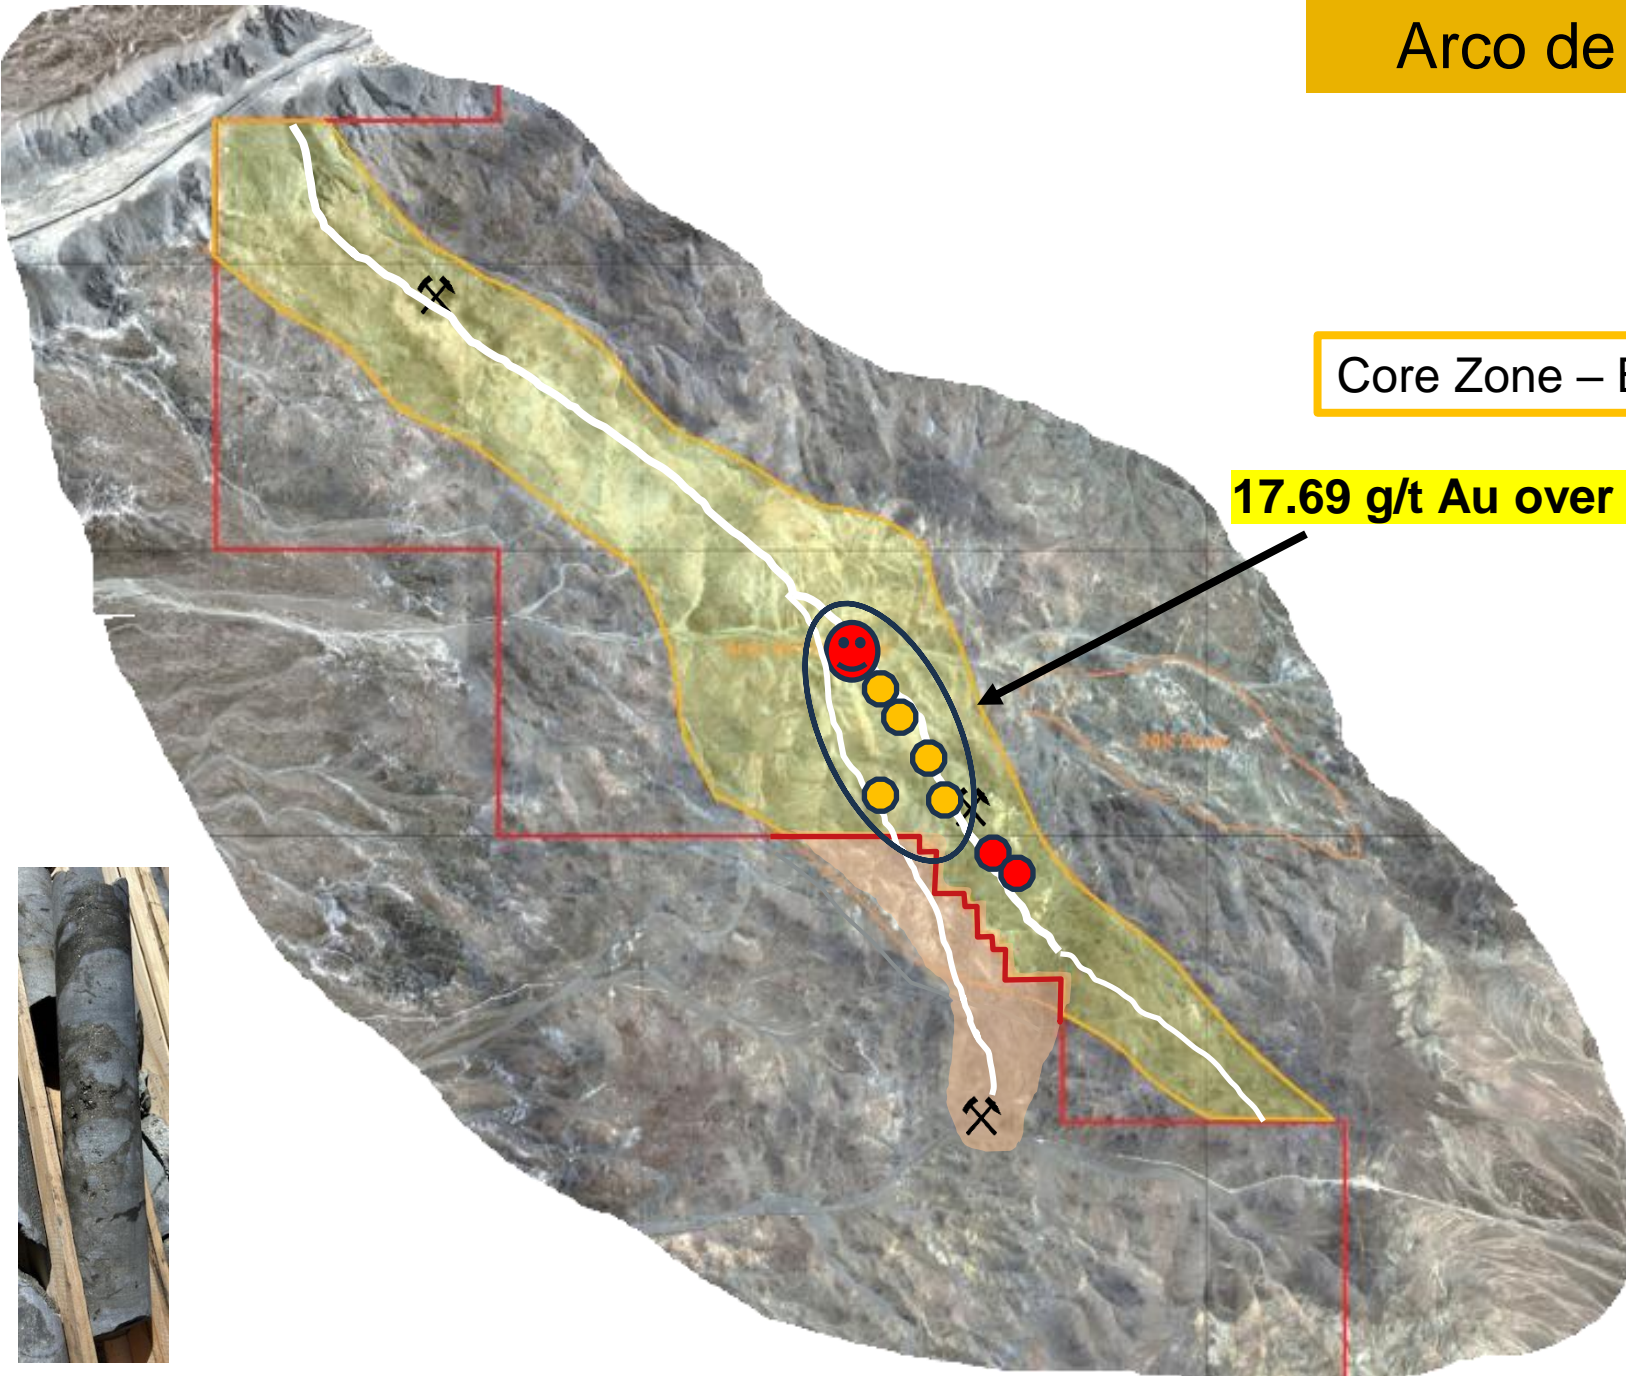 Arco de
Core Zone –
17.69 g/t Au over